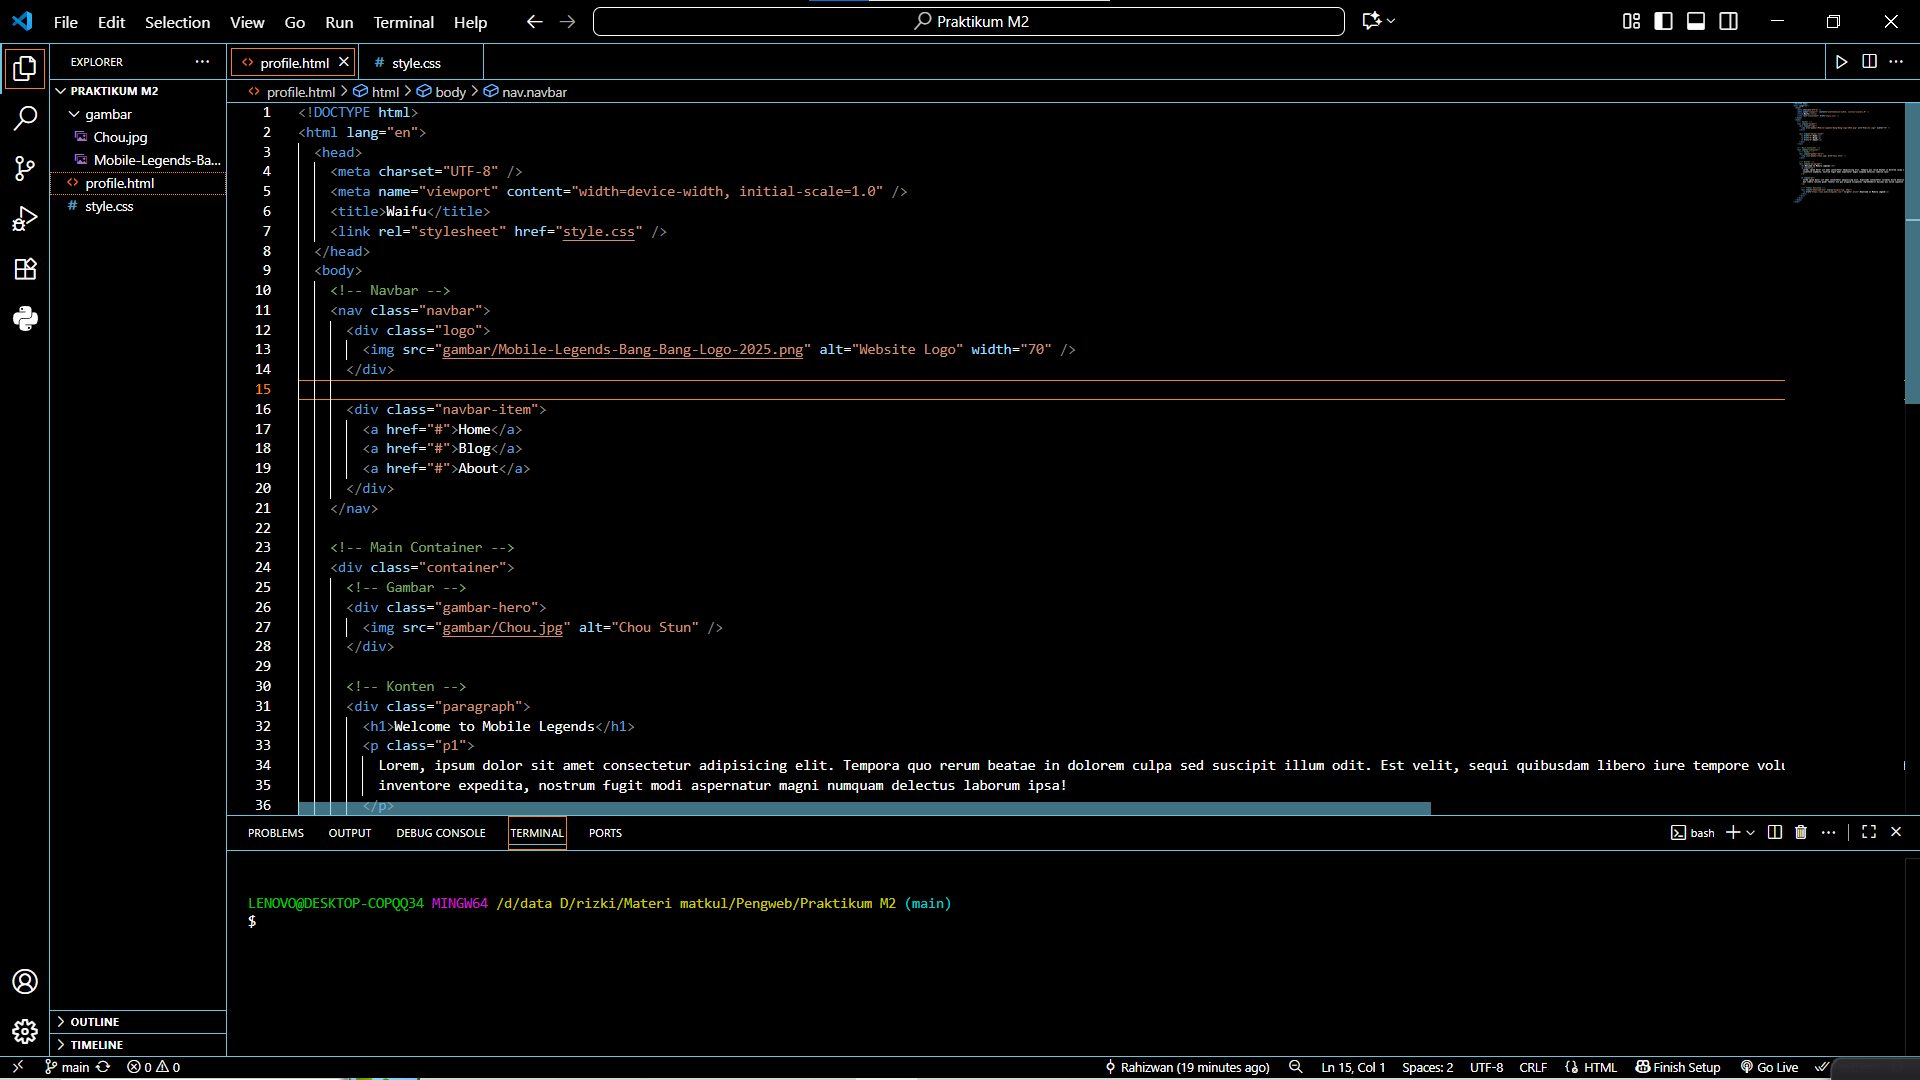 File Edit Selection View Go Run Terminal Help
Praktikum M2
EXPLORER
PRAKTIKUM M2
gambar
Chou.jpg
Mobile-Legends-Ba...
profile.html
style.css
OUTLINE
TIMELINE
profile.html
style.css
profile.html > html > body > nav.navbar
1 <!DOCTYPE html>
2 <html lang="en">
3 <head>
4 <meta charset="UTF-8" />
5 <meta name="viewport" content="width=device-width, initial-scale=1.0" />
6 <title>Waifu</title>
7 <link rel="stylesheet" href="style.css" />
8 </head>
9 <body>
10 <!-- Navbar -->
11 <nav class="navbar">
12 <div class="logo">
13 <img src="gambar/Mobile-Legends-Bang-Bang-Logo-2025.png" alt="Website Logo" width="70" />
14 </div>
15
16 <div class="navbar-item">
17 <a href="#">Home</a>
18 <a href="#">Blog</a>
19 <a href="#">About</a>
20 </div>
21 </nav>
22
23 <!-- Main Container -->
24 <div class="container">
25 <!-- Gambar -->
26 <div class="gambar-hero">
27 <img src="gambar/Chou.jpg" alt="Chou Stun" />
28 </div>
29
30 <!-- Konten -->
31 <div class="paragraph">
32 <h1>Welcome to Mobile Legends</h1>
33 <p class="p1">
34 Lorem, ipsum dolor sit amet consectetur adipisicing elit. Tempora quo rerum beatae in dolorem culpa sed suscipit illum odit. Est velit, sequi quibusdam libero iure tempore volu
35 inventore expedita, nostrum fugit modi aspernatur magni numquam delectus laborum ipsa!
36 </p>
PROBLEMS OUTPUT DEBUG CONSOLE TERMINAL PORTS
bash
LENOVO@DESKTOP-COPQQ34 MINGW64 /d/data D/rizki/Materi matkul/Pengweb/Praktikum M2 (main)
$
main 0 0 Rahizwan (19 minutes ago) Ln 15, Col 1 Spaces: 2 UTF-8 CRLF {} HTML Finish Setup Go Live